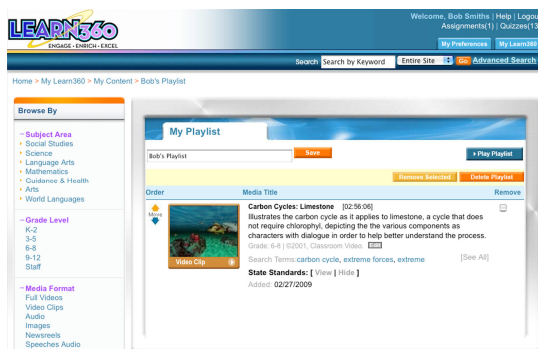 Welcome, Bob Smiths | Help | Logou
Assignments(1) | Quizzes(13
LEARN360
ENGAGE • ENRICH • EXCEL
My Preferences
My Learn360
Search
Search by Keyword
Entire Site
Go
Advanced Search
Home > My Learn360 > My Content > Bob's Playlist
Browse By
Subject Area
Social Studies
Science
Language Arts
Mathematics
Guidance & Health
Arts
World Languages
Grade Level
K-2
3-5
6-8
9-12
Staff
Media Format
Full Videos
Video Clips
Audio
Images
Newsreels
Speeches Audio
My Playlist
Bob's Playlist
Save
Play Playlist
Remove Selected
Delete Playlist
Order
Media Title
Remove
Move
Video Clip
Carbon Cycles: Limestone [02:56:06]
Illustrates the carbon cycle as it applies to limestone, a cycle that does
not require chlorophyl, depicting the the various components as
characters with dialogue in order to help better understand the process.
Grade: 6-8 | ©2001, Classroom Video.
Search Terms:carbon cycle, extreme forces, extreme
[See All]
State Standards: [ View | Hide ]
Added: 02/27/2009